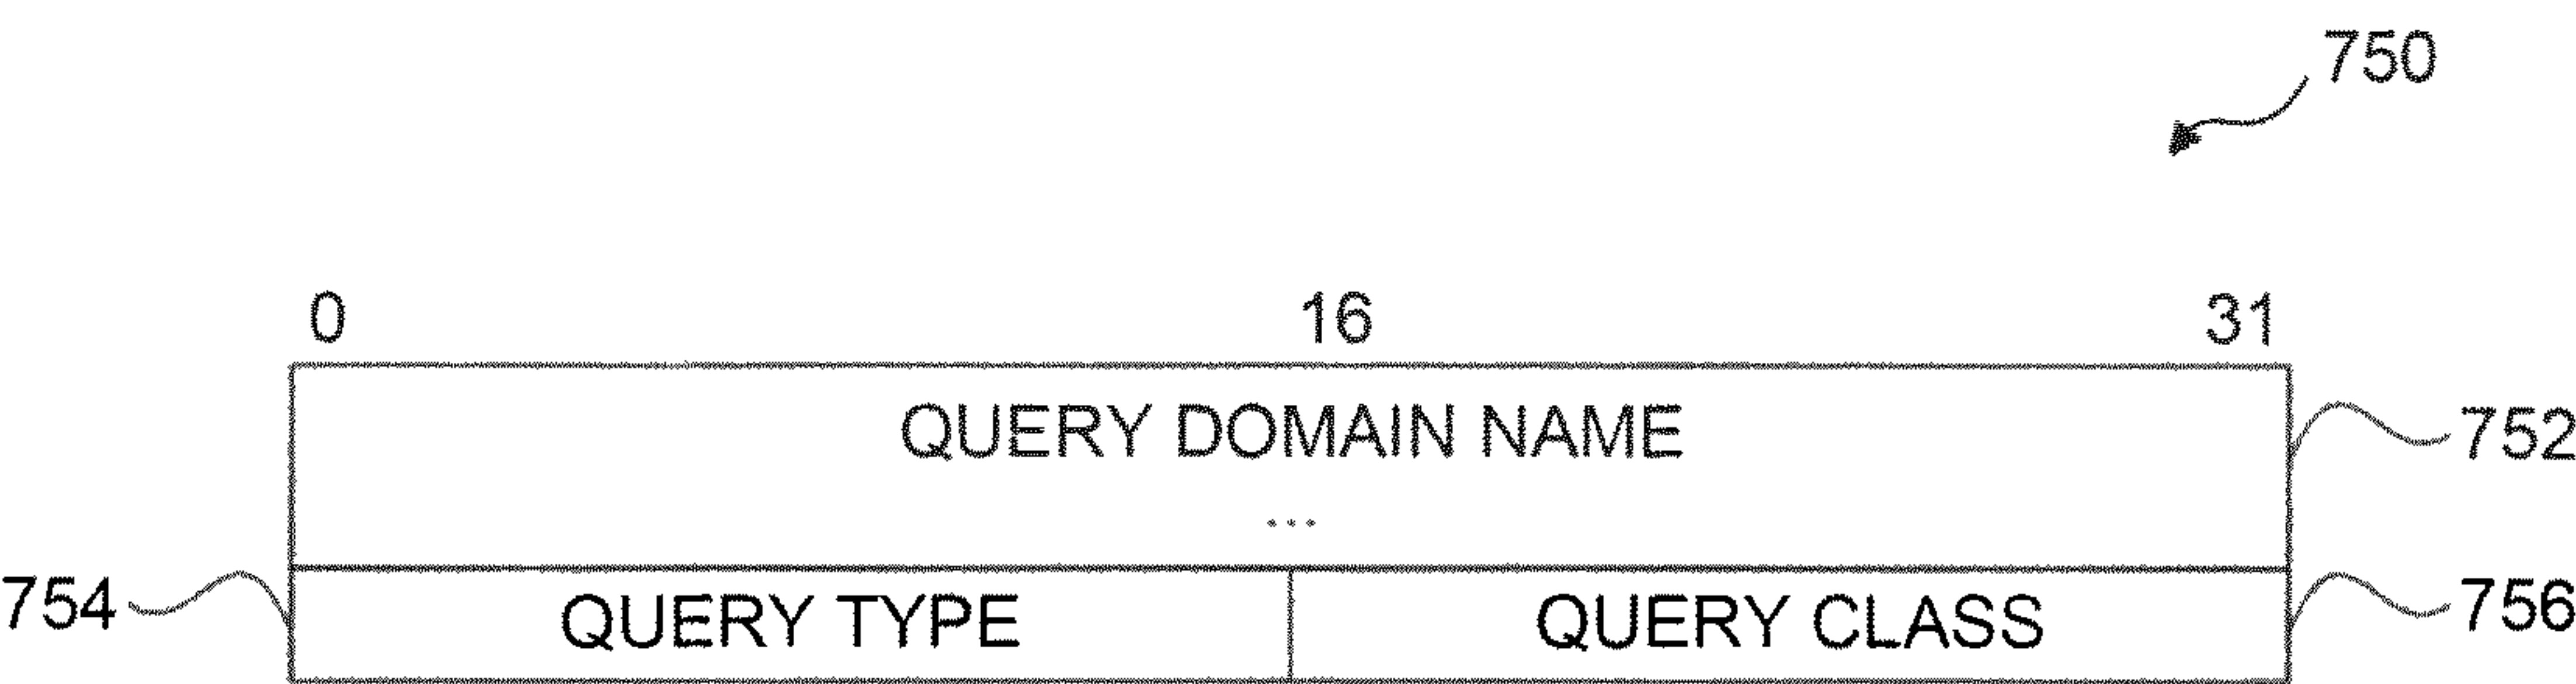 750
0 16 31
QUERY DOMAIN NAME
752
...
754 QUERY TYPE QUERY CLASS 756